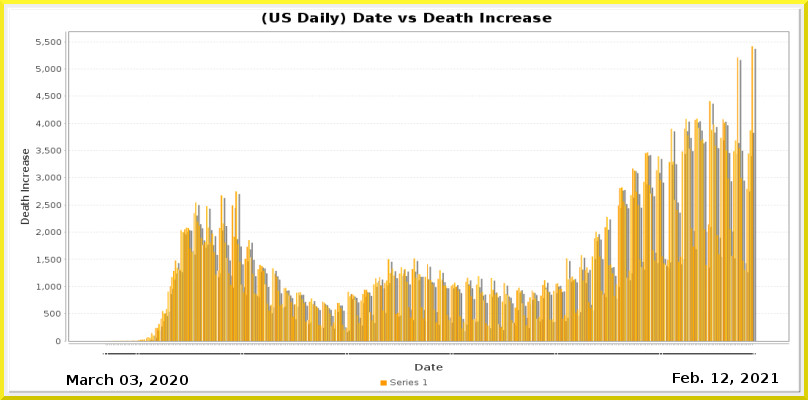 (US Daily) Date vs Death Increase
5,500
5,000
4,500
4,000
3,500
3,000
2,500
2,000
1,500
1,000
500
0
Death Increase
Date
March 03, 2020
Series 1
Feb. 12, 2021